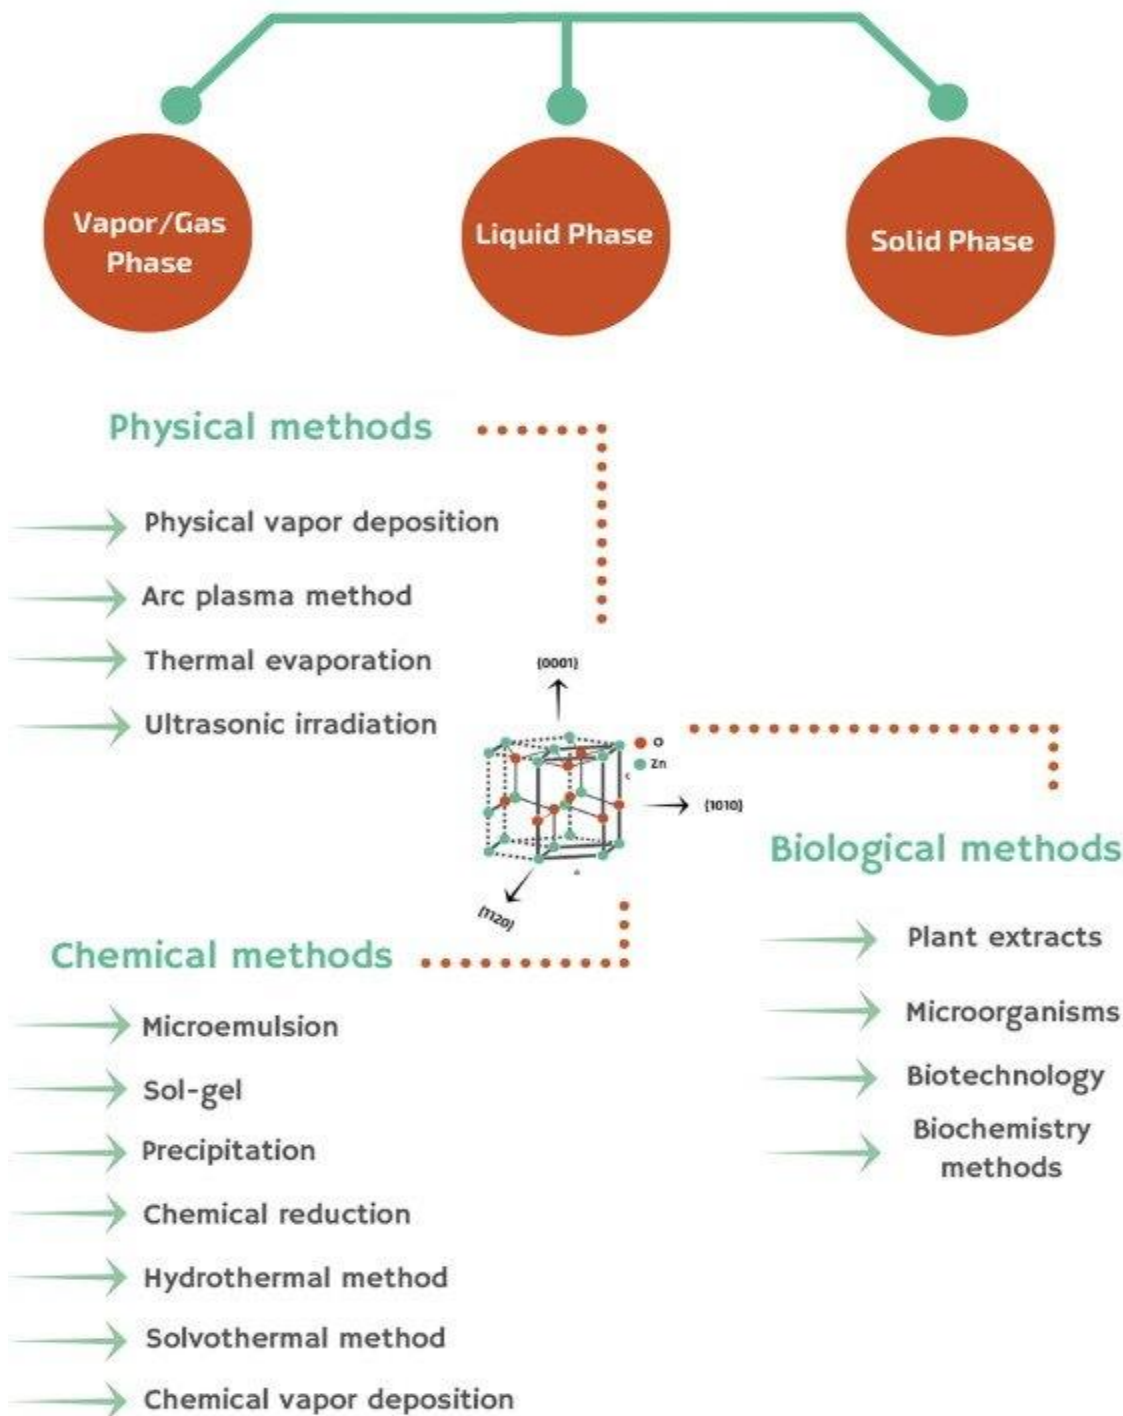 Vapor/Gas
Phase
Liquid Phase
Solid Phase
Physical methods
Physical vapor deposition
Arc plasma method
Thermal evaporation
Ultrasonic irradiation
{0001}
O
Zn
c
{1010}
{1120}
Biological methods
Plant extracts
Microorganisms
Biotechnology
Biochemistry
methods
Chemical methods
Microemulsion
Sol-gel
Precipitation
Chemical reduction
Hydrothermal method
Solvothermal method
Chemical vapor deposition